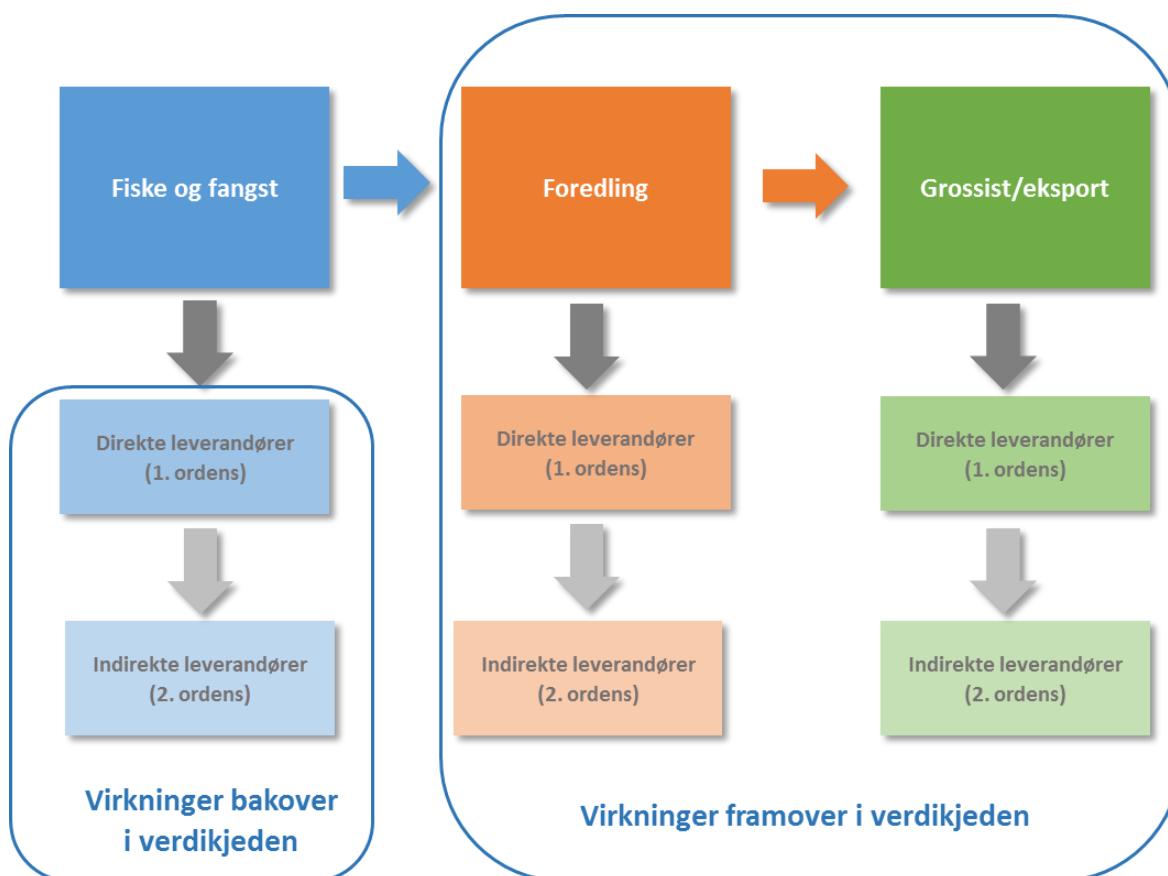 Fiske og fangst
Foredling
Grossist/eksport
Direkte leverandører
(1. ordens)
Direkte leverandører
(1. ordens)
Direkte leverandører
(1. ordens)
Indirekte leverandører
(2. ordens)
Indirekte leverandører
(2. ordens)
Indirekte leverandører
(2. ordens)
Virkninger bakover
i verdikjeden
Virkninger framover i verdikjeden